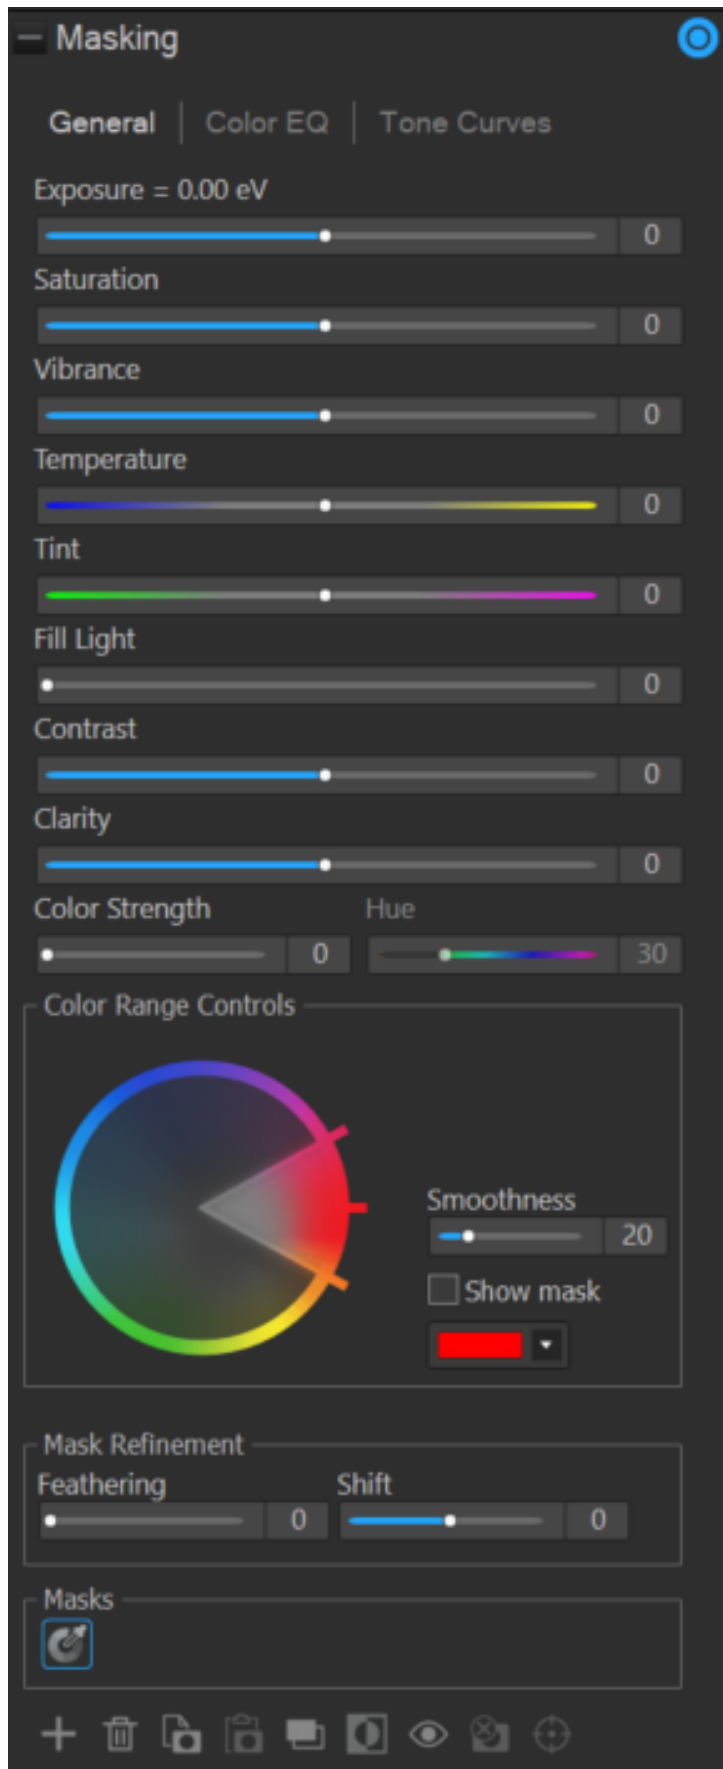 Masking
General | Color EQ | Tone Curves
Exposure = 0.00 eV
0
Saturation
0
Vibrance
0
Temperature
0
Tint
0
Fill Light
0
Contrast
0
Clarity
0
Color Strength Hue
0 30
Color Range Controls
Smoothness
20
Show mask
Mask Refinement
Feathering Shift
0 0
Masks